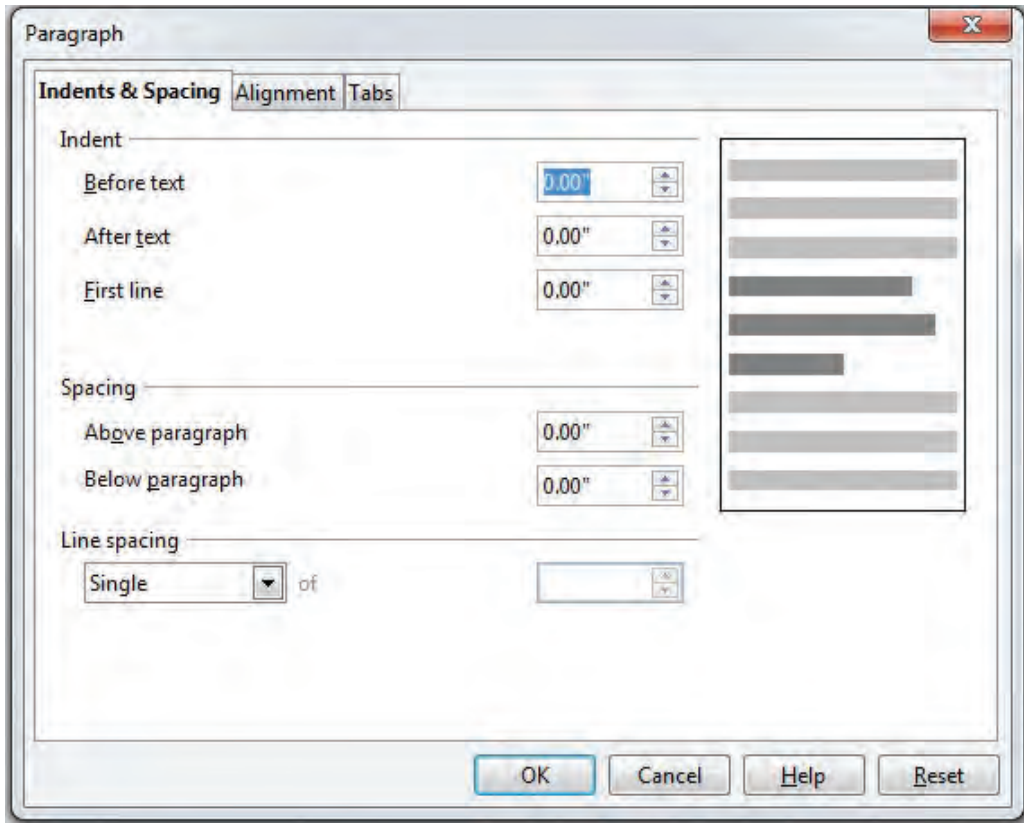 Paragraph
Indents & Spacing Alignment Tabs
Indent
Before text 0.00"
After text 0.00"
First line 0.00"
Spacing
Above paragraph 0.00"
Below paragraph 0.00"
Line spacing
Single of
OK Cancel Help Reset